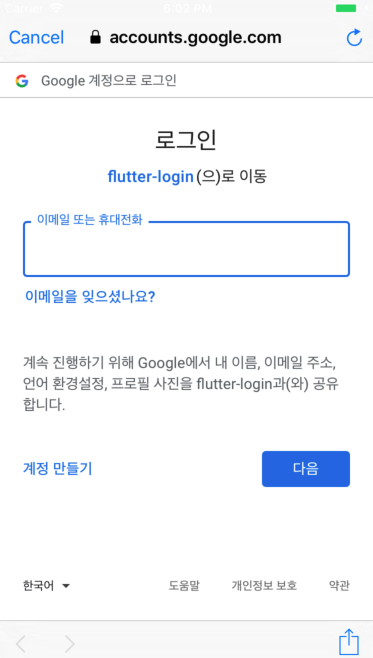 Carrier 6:02 PM
Cancel accounts.google.com
Google 계정으로 로그인
로그인
flutter-login(으)로 이동
이메일 또는 휴대전화
이메일을 잊으셨나요?
계속 진행하기 위해 Google에서 내 이름, 이메일 주소,
언어 환경설정, 프로필 사진을 flutter-login과(와) 공유
합니다.
계정 만들기 다음
한국어 도움말 개인정보 보호 약관